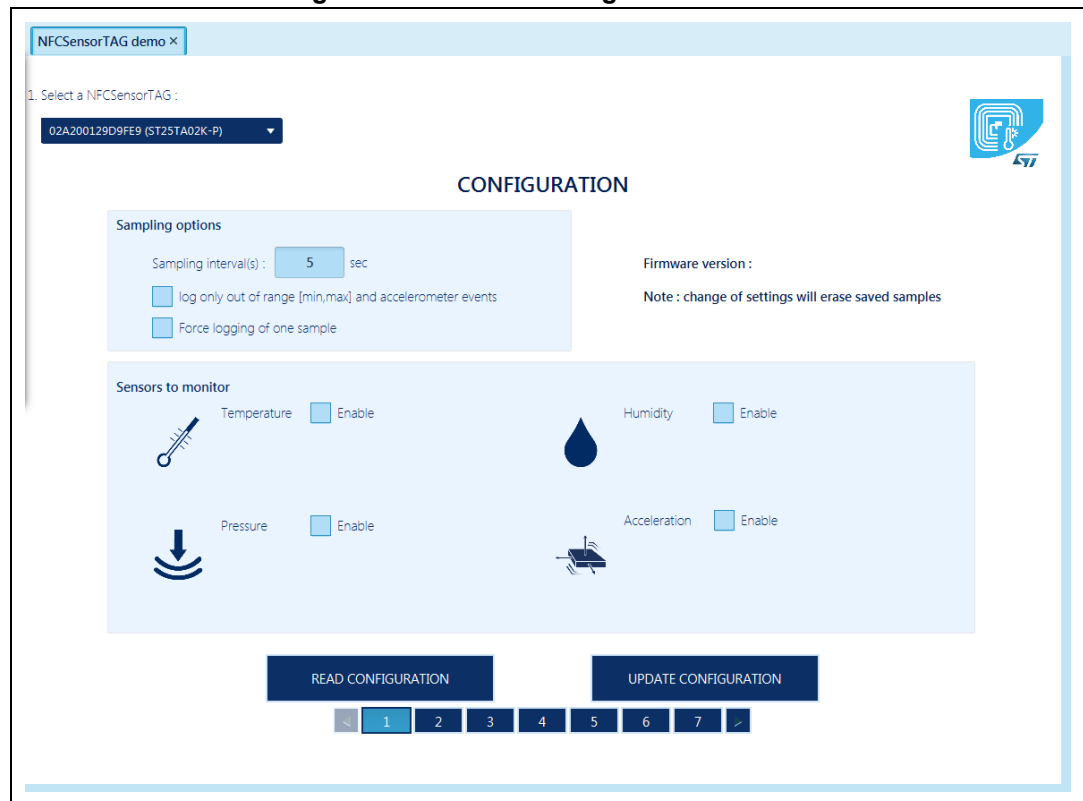 NFCSensorTAG demo ×
1. Select a NFCSensorTAG :
02A200129D9FE9 (ST25TA02K-P)
ST
CONFIGURATION
Sampling options
Sampling interval(s) : 5 sec
log only out of range [min,max] and accelerometer events
Force logging of one sample
Firmware version :
Note : change of settings will erase saved samples
Sensors to monitor
Temperature Enable
Humidity Enable
Pressure Enable
Acceleration Enable
READ CONFIGURATION
UPDATE CONFIGURATION
< 1 2 3 4 5 6 7 >